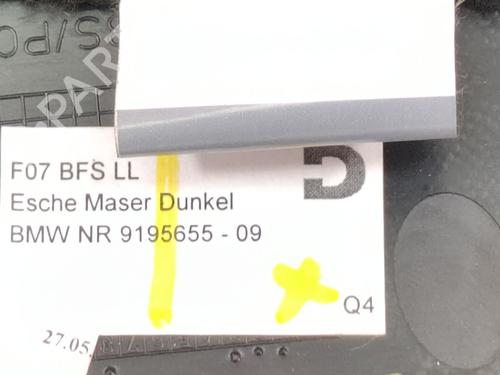 F07 BFS LL
Esche Maser Dunkel
BMW NR 9195655 - 09
Q4
27.05.